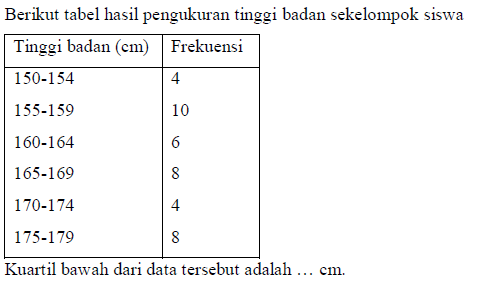 Berikut tabel hasil pengukuran tinggi badan sekelompok siswa
Tinggi badan (cm) Frekuensi
150-154 4
155-159 10
160-164 6
165-169 8
170-174 4
175-179 8
Kuartil bawah dari data tersebut adalah … cm.